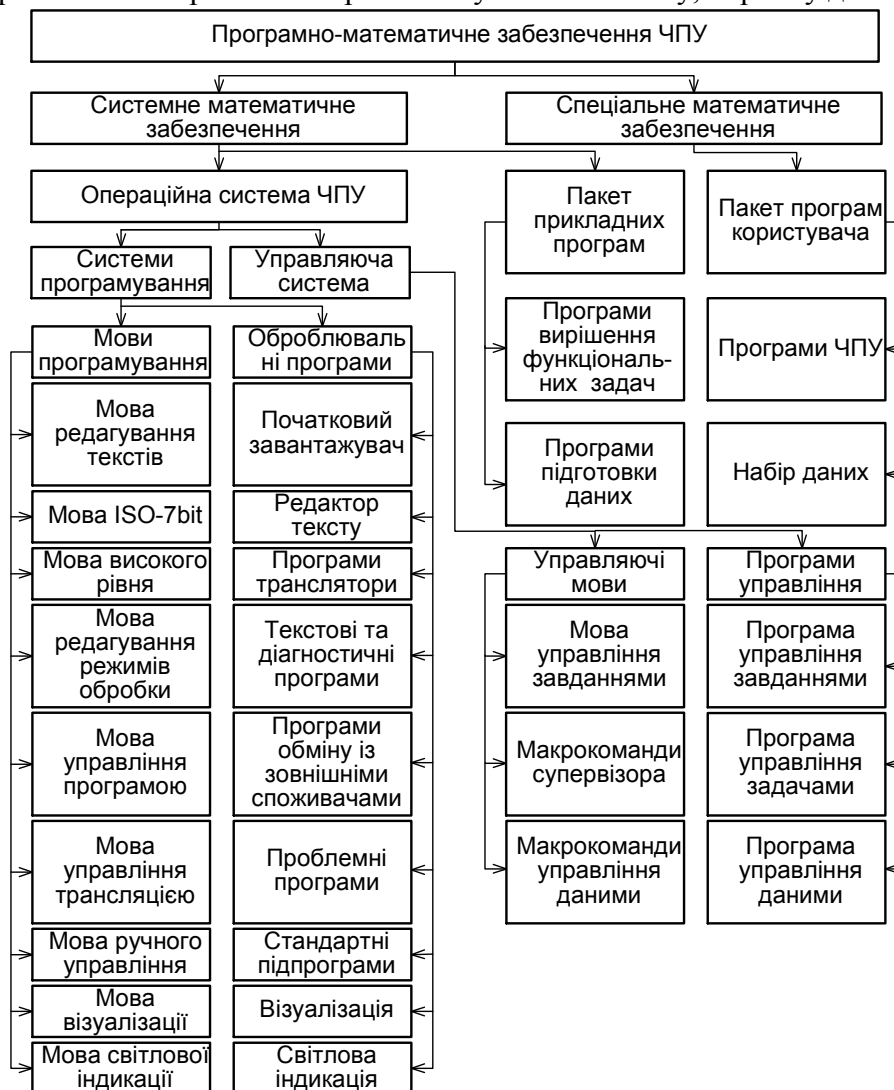 Програмно-математичне забезпечення ЧПУ
Системне математичне
забезпечення
Спеціальне математичне
забезпечення
Операційна система ЧПУ
Пакет
прикладних
програм
Пакет програм
користувача
Системи
програмування
Управляюча
система
Мови
програмування
Оброблюваль
ні програми
Програми
вирішення
функціональ-
них задач
Програми ЧПУ
Мова
редагування
текстів
Початковий
завантажувач
Програми
підготовки
даних
Набір даних
Мова ISO-7bit
Редактор
тексту
Мова високого
рівня
Програми
транслятори
Управляючі
мови
Програми
управління
Мова
редагування
режимів
обробки
Текстові та
діагностичні
програми
Мова
управління
завданнями
Програма
управління
завданнями
Мова
управління
програмою
Програми
обміну із
зовнішніми
споживачами
Макрокоманди
супервізора
Програма
управління
задачами
Мова
управління
трансляцією
Проблемні
програми
Макрокоманди
управління
даними
Програма
управління
даними
Мова ручного
управління
Стандартні
підпрограми
Мова
візуалізації
Візуалізація
Мова світлової
індикації
Світлова
індикація